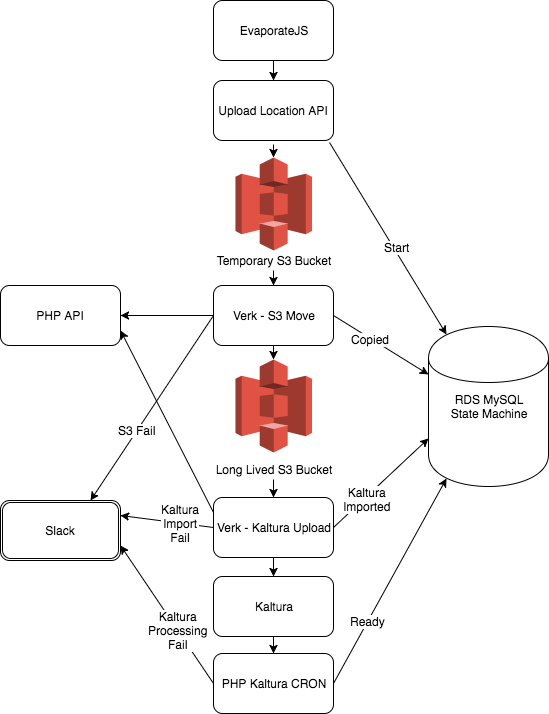 EvaporateJS
Upload Location API
Temporary S3 Bucket
Start
PHP API
Verk - S3 Move
Copied
RDS MySQL
State Machine
S3 Fail
Long Lived S3 Bucket
Kaltura
Import
Fail
Kaltura
Imported
Slack
Verk - Kaltura Upload
Kaltura
Kaltura
Processing
Fail
Ready
PHP Kaltura CRON